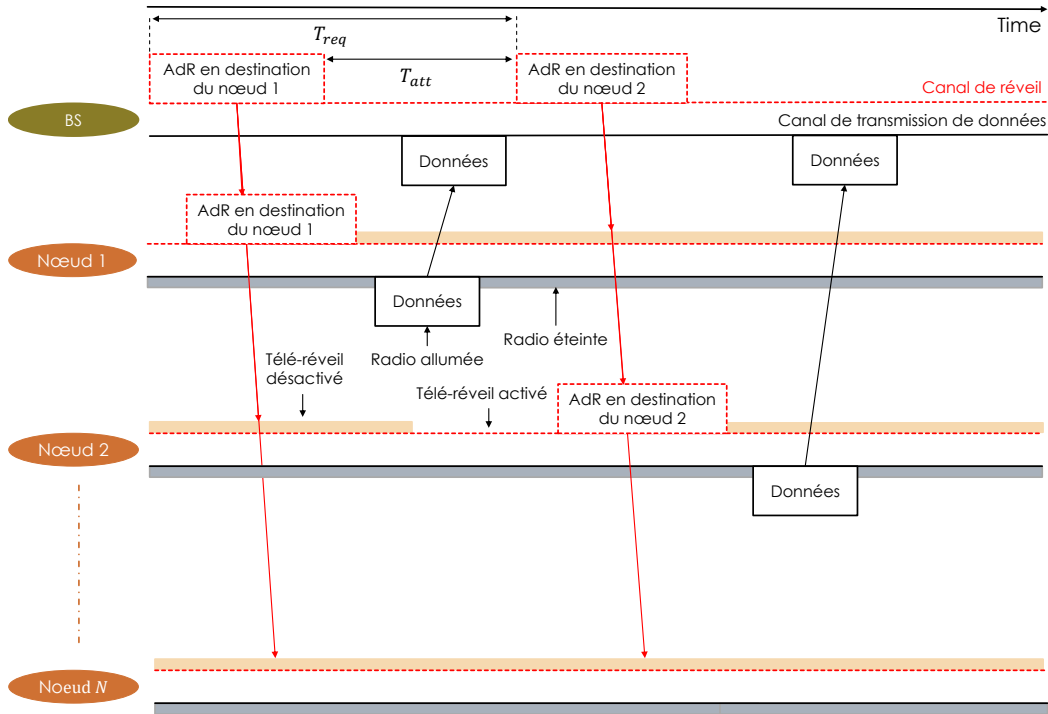 Time
T_req
AdR en destination
du nœud 1
T_att
AdR en destination
du nœud 2
Canal de réveil
BS
Canal de transmission de données
Données
Données
AdR en destination
du nœud 1
Nœud 1
Données
Radio allumée
Radio éteinte
Télé-réveil
désactivé
Télé-réveil activé
AdR en destination
du nœud 2
Nœud 2
Données
Noeud N